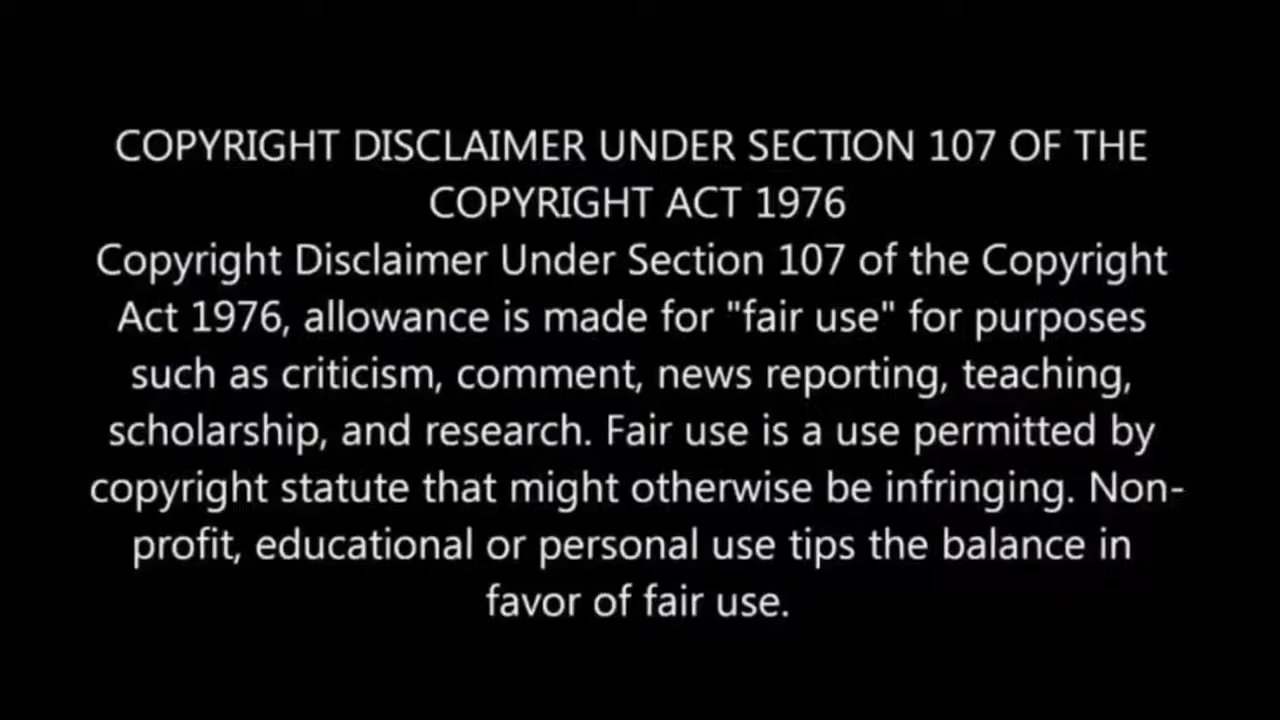 COPYRIGHT DISCLAIMER UNDER SECTION 107 OF THE
COPYRIGHT ACT 1976
Copyright Disclaimer Under Section 107 of the Copyright
Act 1976, allowance is made for "fair use" for purposes
such as criticism, comment, news reporting, teaching,
scholarship, and research. Fair use is a use permitted by
copyright statute that might otherwise be infringing. Non-
profit, educational or personal use tips the balance in
favor of fair use.